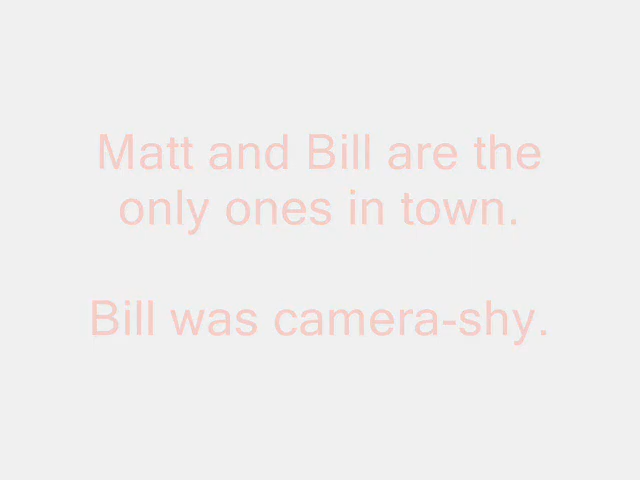 Matt and Bill are the
only ones in town.
Bill was camera-shy.